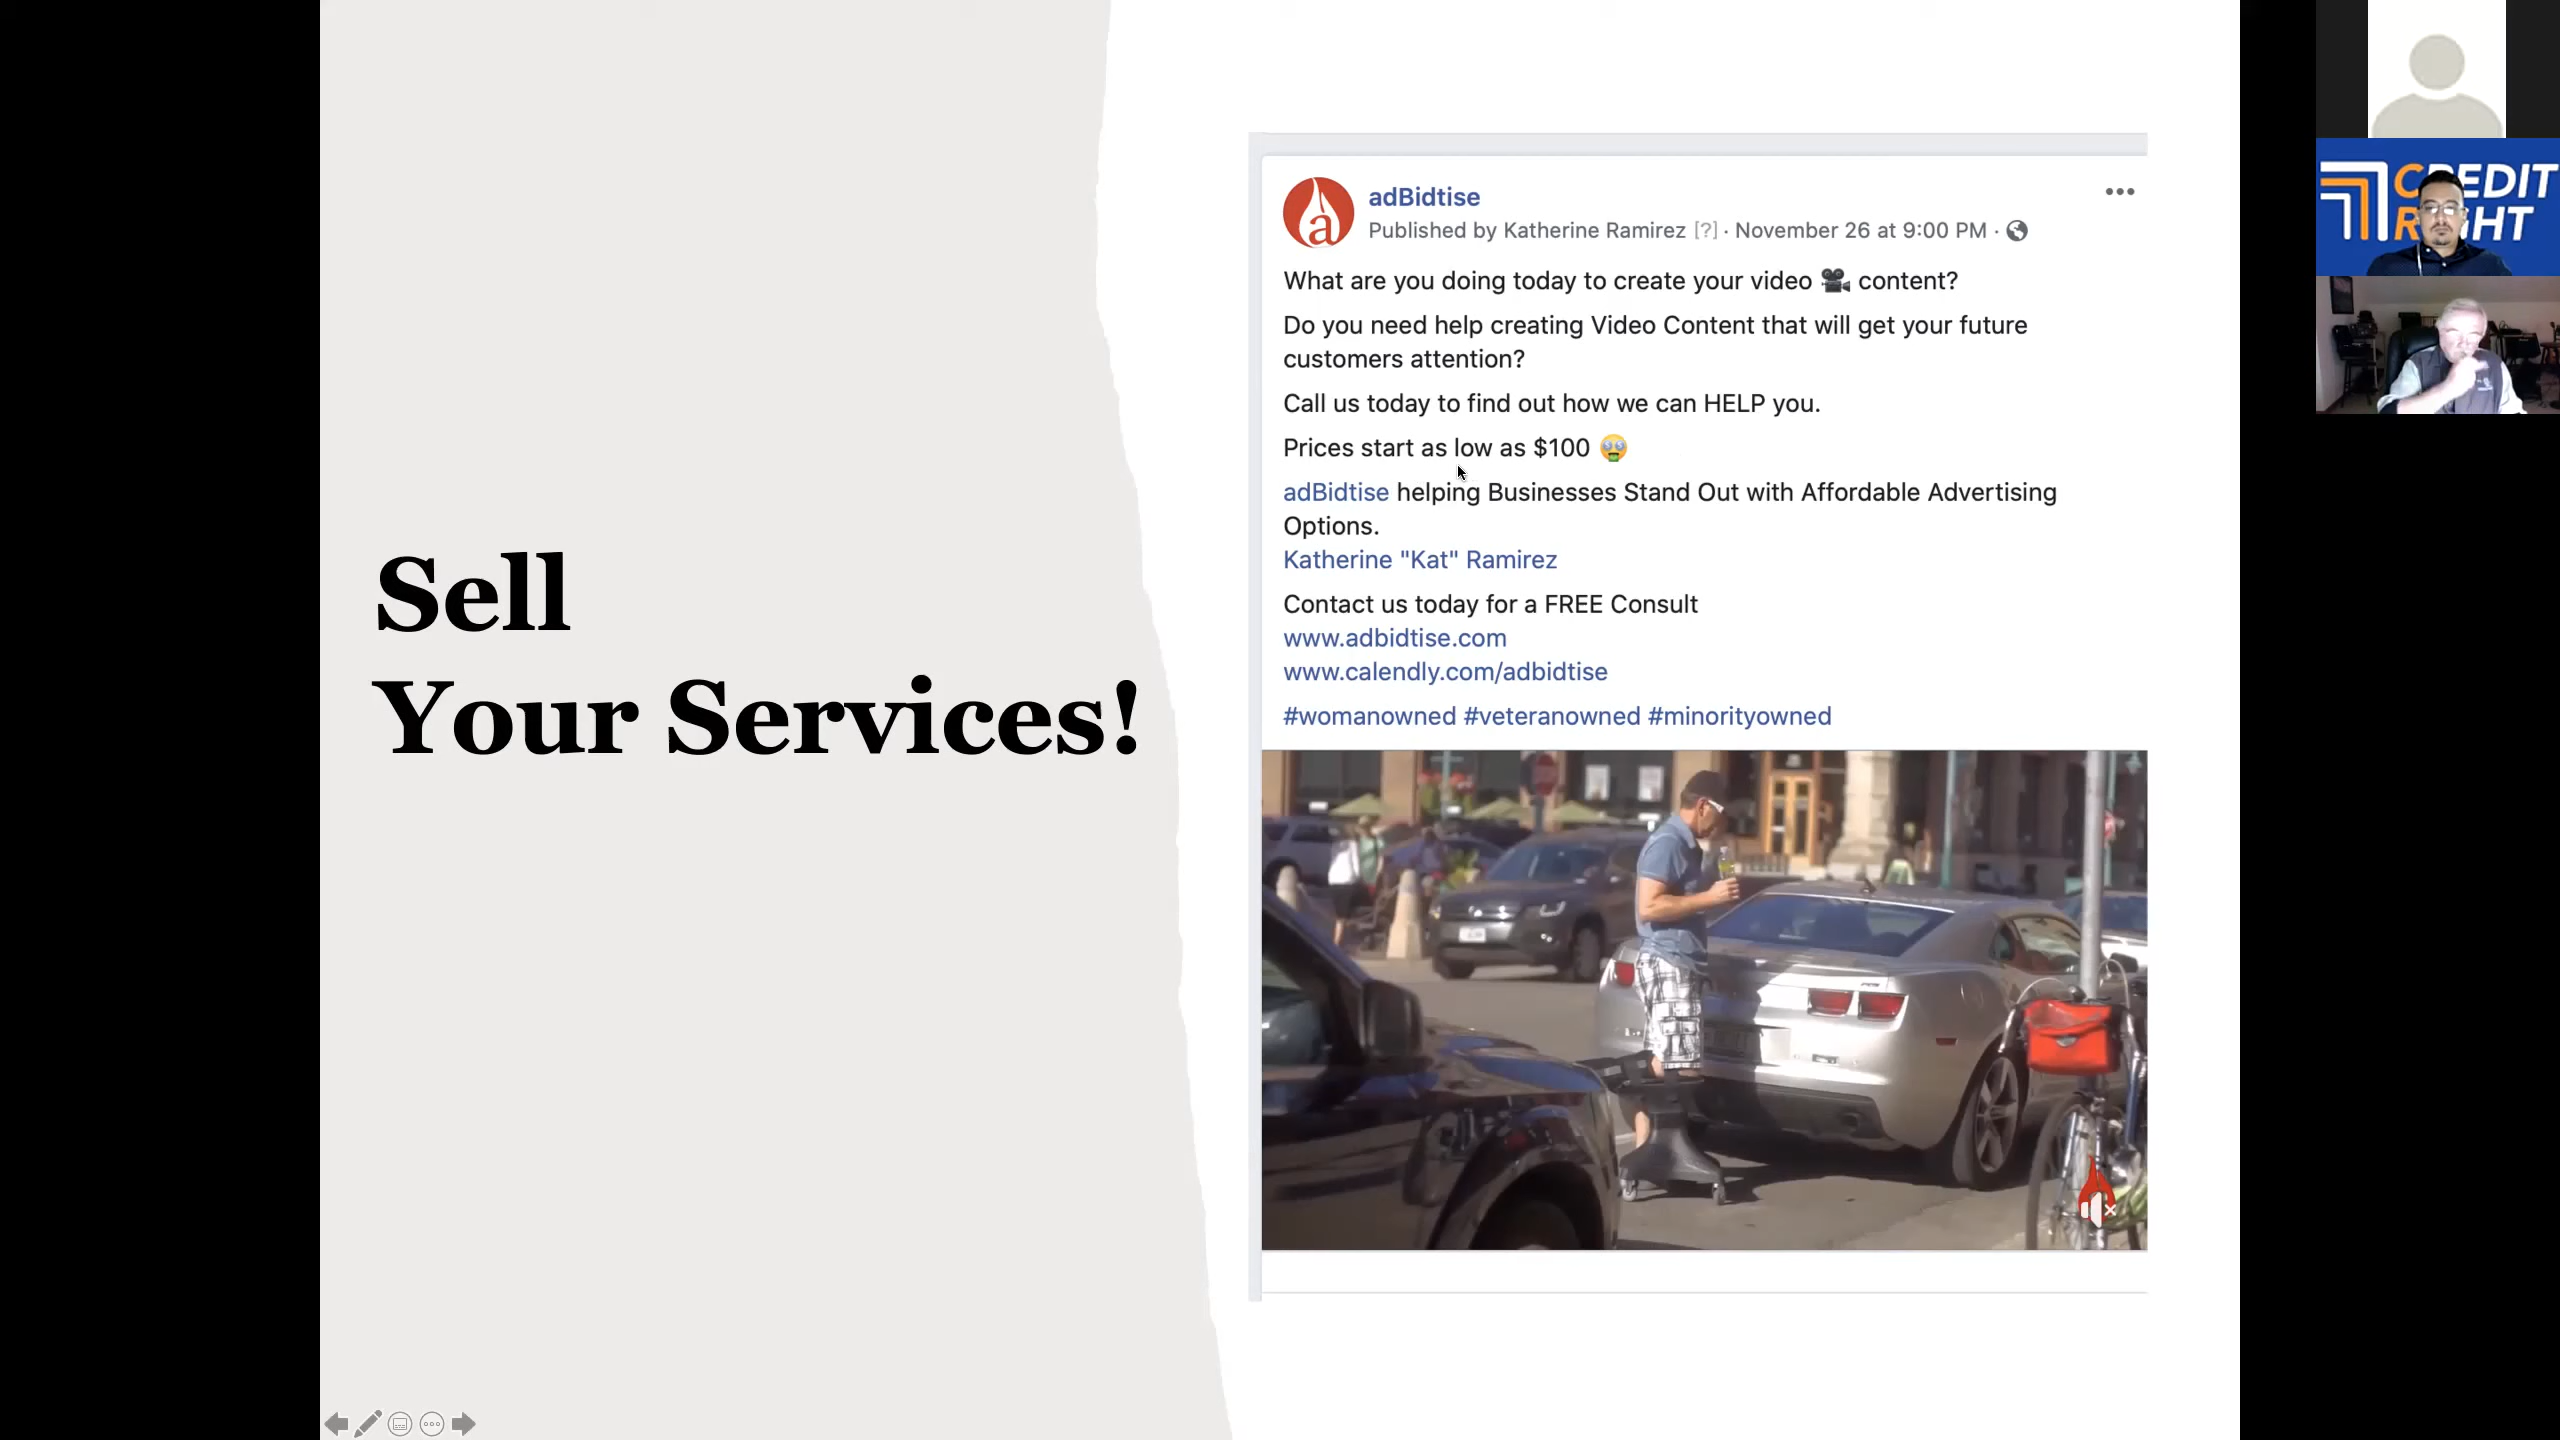 Sell
Your Services!
adBidtise
Published by Katherine Ramirez [?] · November 26 at 9:00 PM ·
What are you doing today to create your video 🎥 content?
Do you need help creating Video Content that will get your future
customers attention?
Call us today to find out how we can HELP you.
Prices start as low as $100 🤑
adBidtise helping Businesses Stand Out with Affordable Advertising
Options.
Katherine "Kat" Ramirez
Contact us today for a FREE Consult
www.adbidtise.com
www.calendly.com/adbidtise
#womanowned #veteranowned #minorityowned
CREDIT
RIGHT